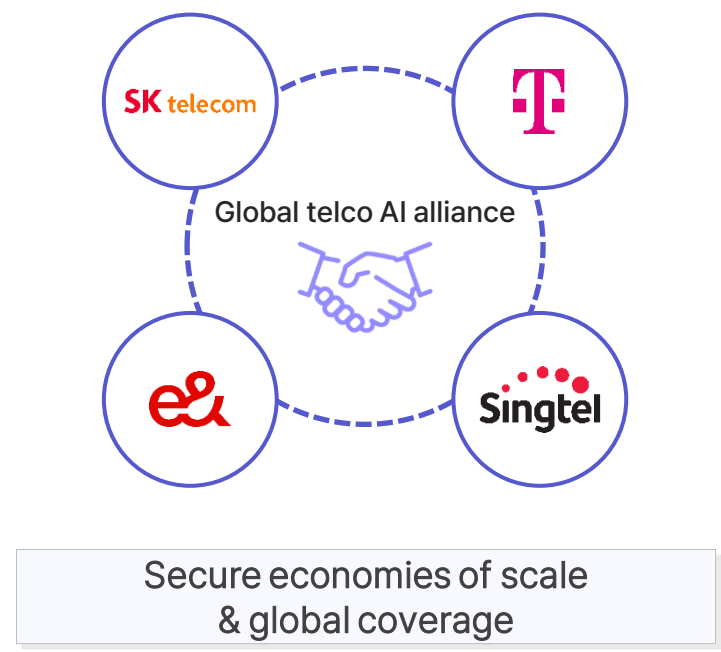 SK telecom
T
Global telco AI alliance
e&
Singtel
Secure economies of scale
& global coverage